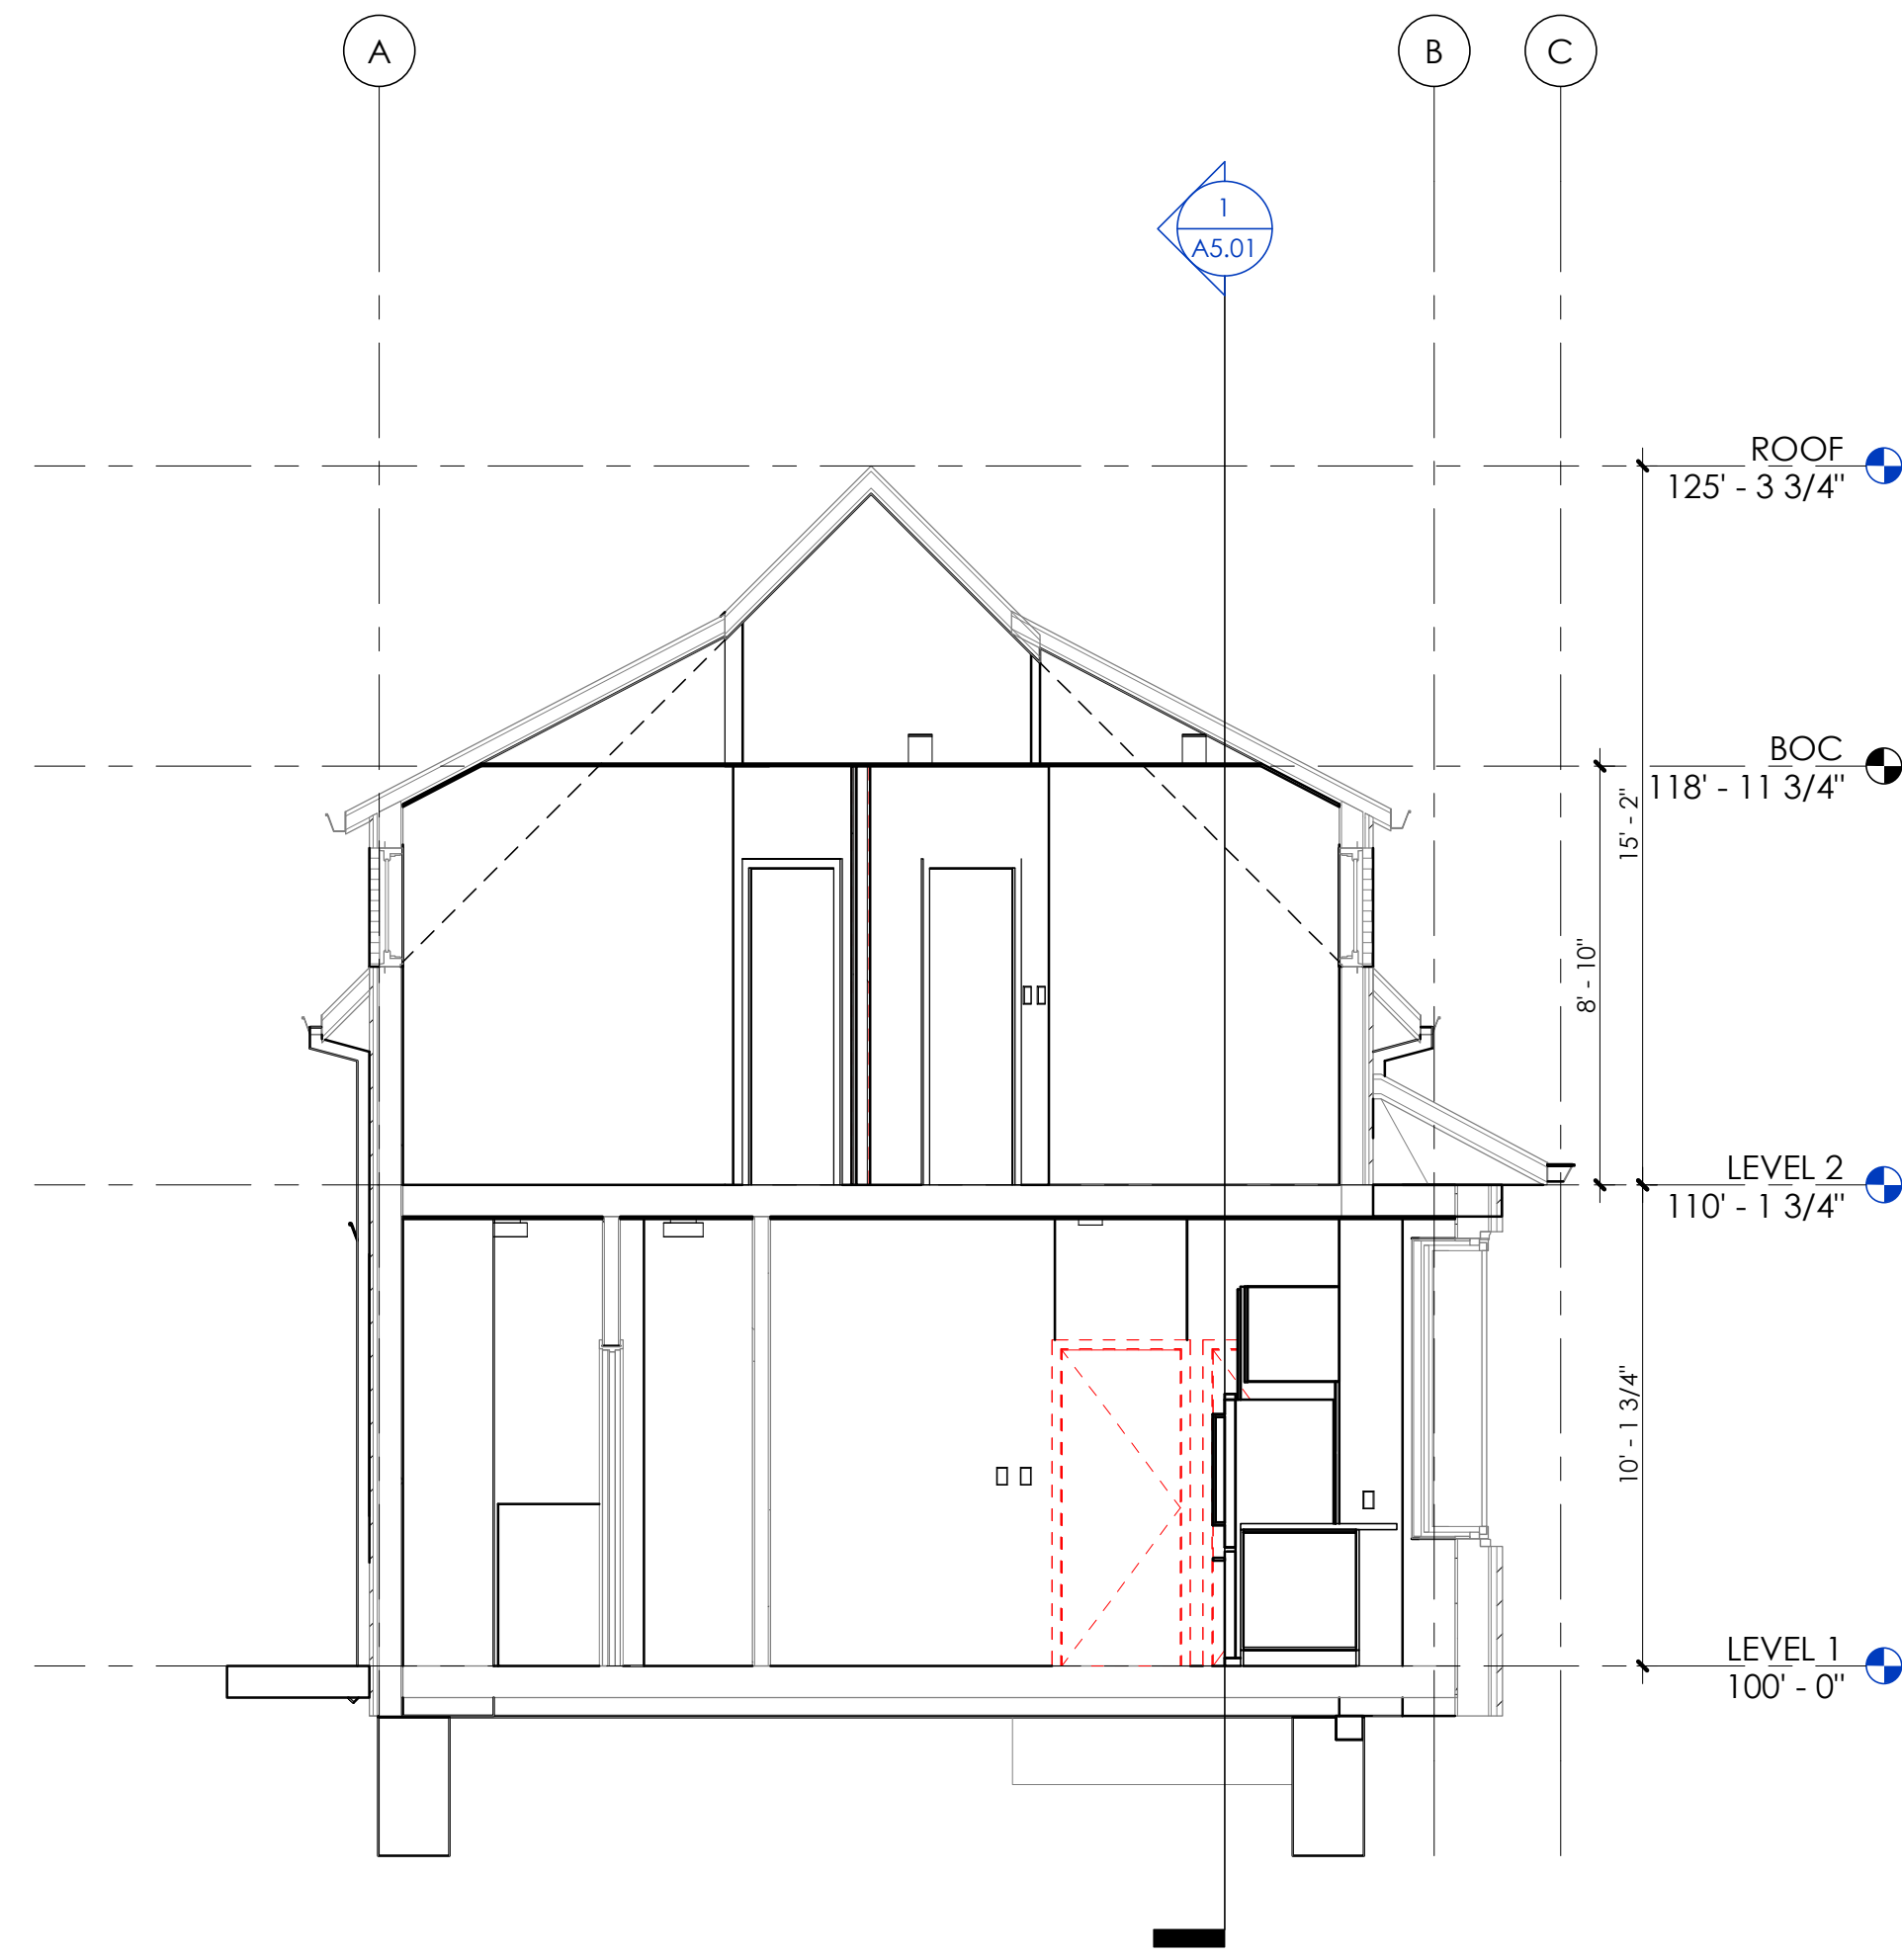 A
B
C
1
A5.01
ROOF
125' - 3 3/4"
BOC
118' - 11 3/4"
15' - 2"
8' - 10"
LEVEL 2
110' - 1 3/4"
10' - 1 3/4"
LEVEL 1
100' - 0"